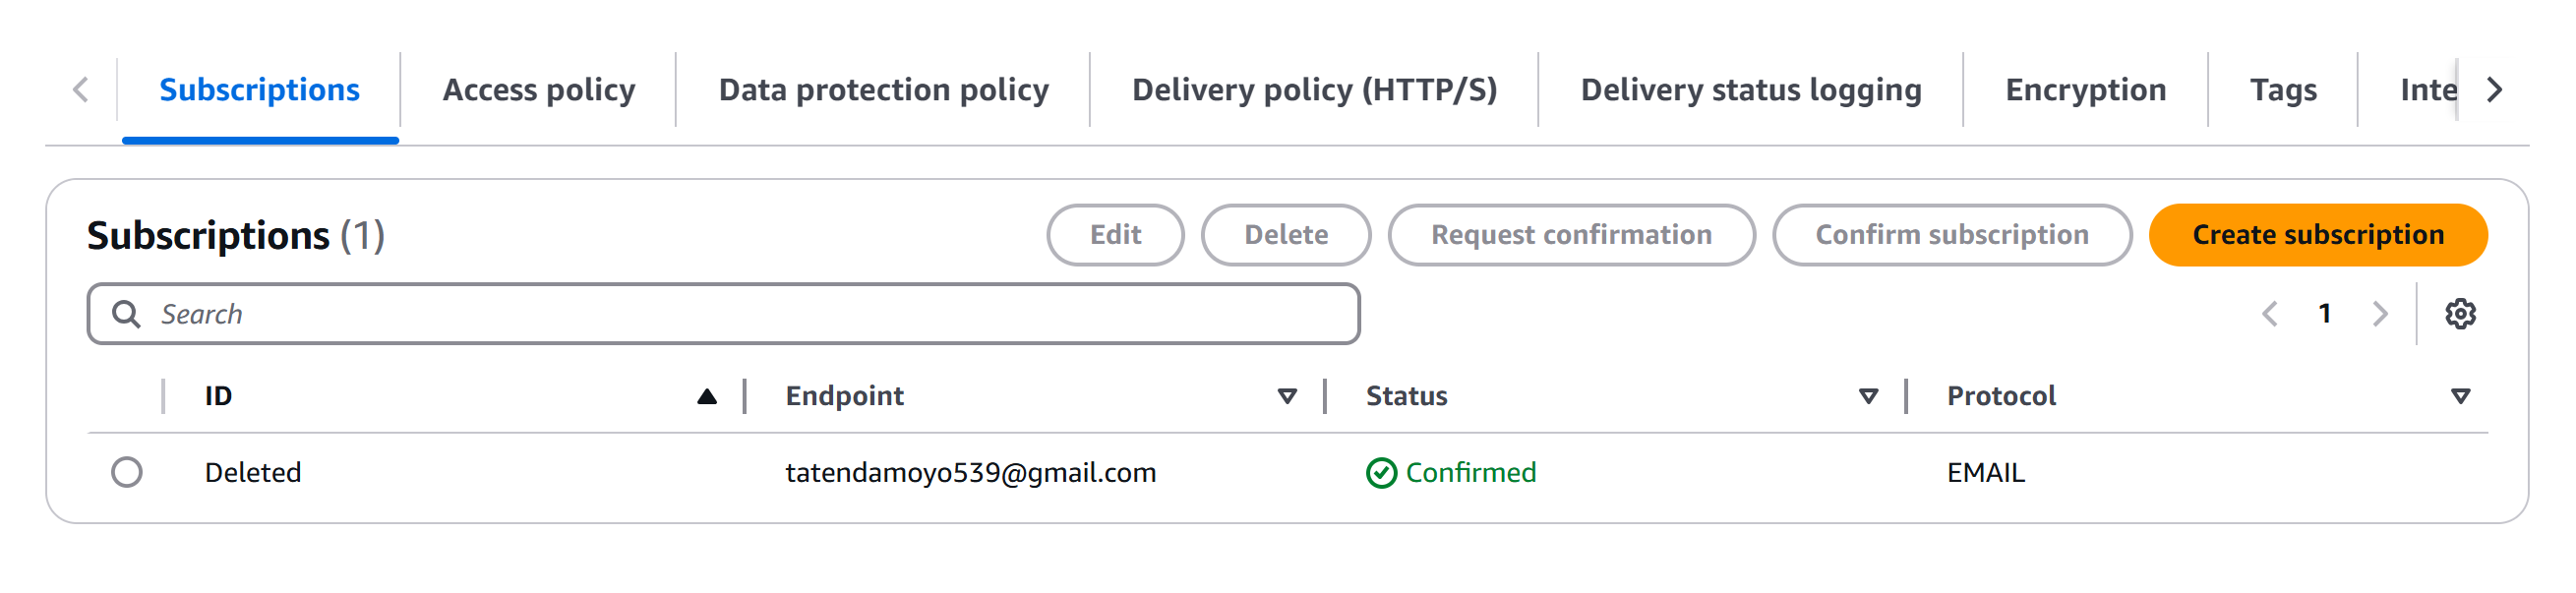 Subscriptions Access policy Data protection policy Delivery policy (HTTP/S) Delivery status logging Encryption Tags Inte
Subscriptions (1) Edit Delete Request confirmation Confirm subscription Create subscription
Search 1
ID Endpoint Status Protocol
Deleted tatendamoyo539@gmail.com Confirmed EMAIL